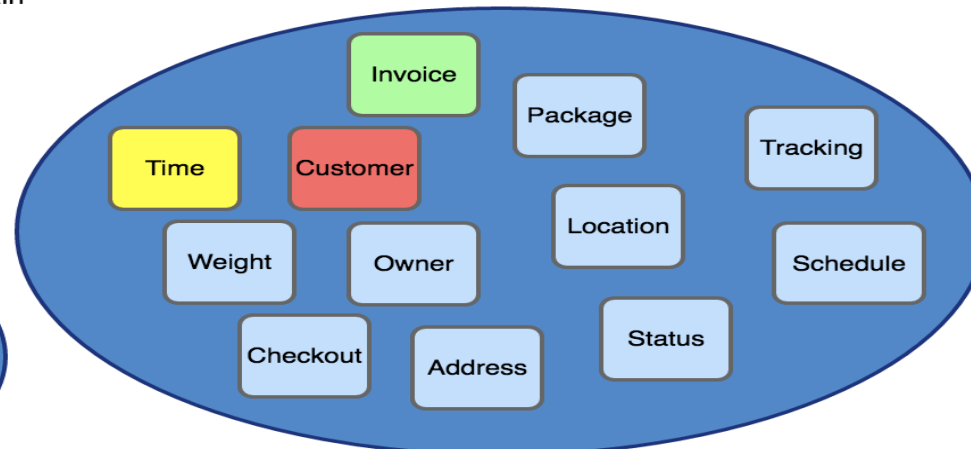 Invoice
Package
Tracking
Time
Customer
Location
Weight
Owner
Schedule
Checkout
Address
Status